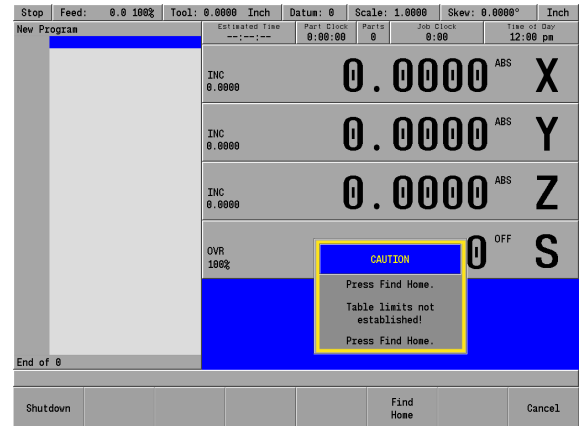 Stop Feed: 0.0 100% Tool: 0.0000 Inch Datum: 0 Scale: 1.0000 Skew: 0.0000° Inch
New Program
Estimated Time Part Clock Parts Job Clock Time of Day
--:--:-- 0:00:00 0 0:00 12:00 pm
INC
0.0000
0.0000 ABS X
INC
0.0000
0.0000 ABS Y
INC
0.0000
0.0000 ABS Z
OVR
100%
0 OFF S
CAUTION
Press Find Home.
Table limits not
established!
Press Find Home.
End of 0
Shutdown
Find
Home
Cancel